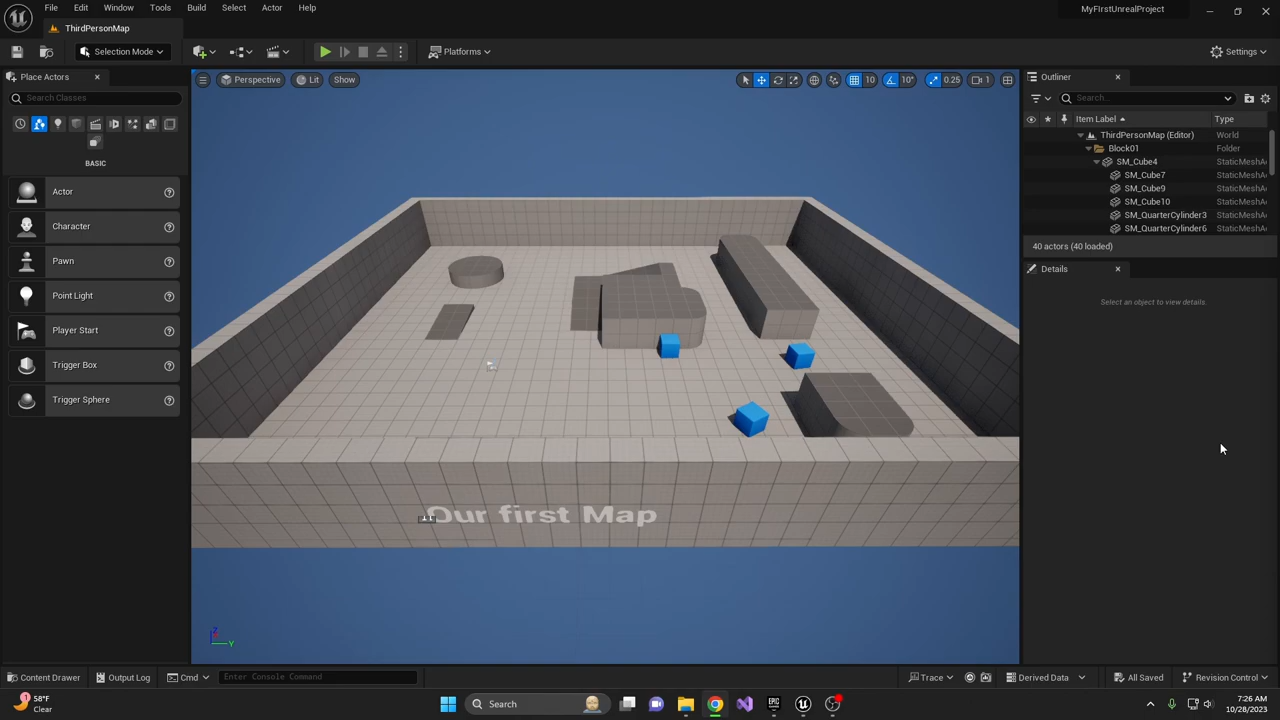 File Edit Window Tools Build Select Actor Help
MyFIrstUnrealProject
ThirdPersonMap
Selection Mode
Platforms
Settings
Place Actors
Search Classes
BASIC
Actor
Character
Pawn
Point Light
Player Start
Trigger Box
Trigger Sphere
Perspective Lit Show
10 10° 0.25 1
Our first Map
Z
Y
Outliner
Search...
Item Label Type
ThirdPersonMap (Editor) World
Block01 Folder
SM_Cube4 StaticMeshA
SM_Cube7 StaticMeshA
SM_Cube9 StaticMeshA
SM_Cube10 StaticMeshA
SM_QuarterCylinder3 StaticMeshA
SM_QuarterCylinder6 StaticMeshA
40 actors (40 loaded)
Details
Select an object to view details.
Content Drawer Output Log Cmd Enter Console Command Trace Derived Data All Saved Revision Control
1
58°F
Clear
Search
EPIC
7:26 AM
10/28/2023